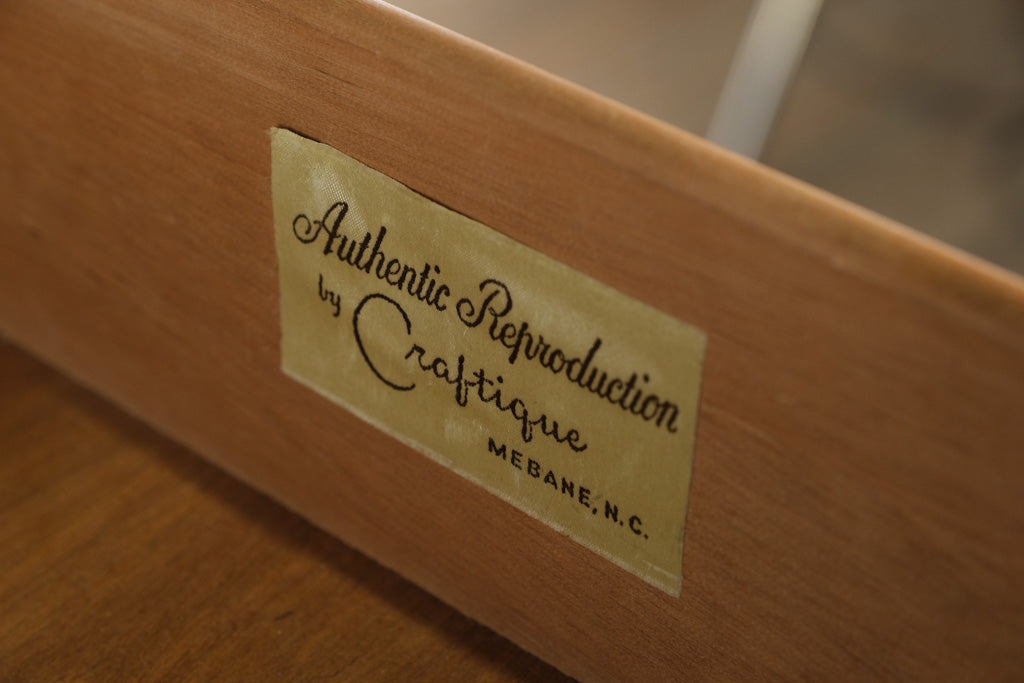 Authentic Reproduction
by Craftique
MEBANE, N.C.